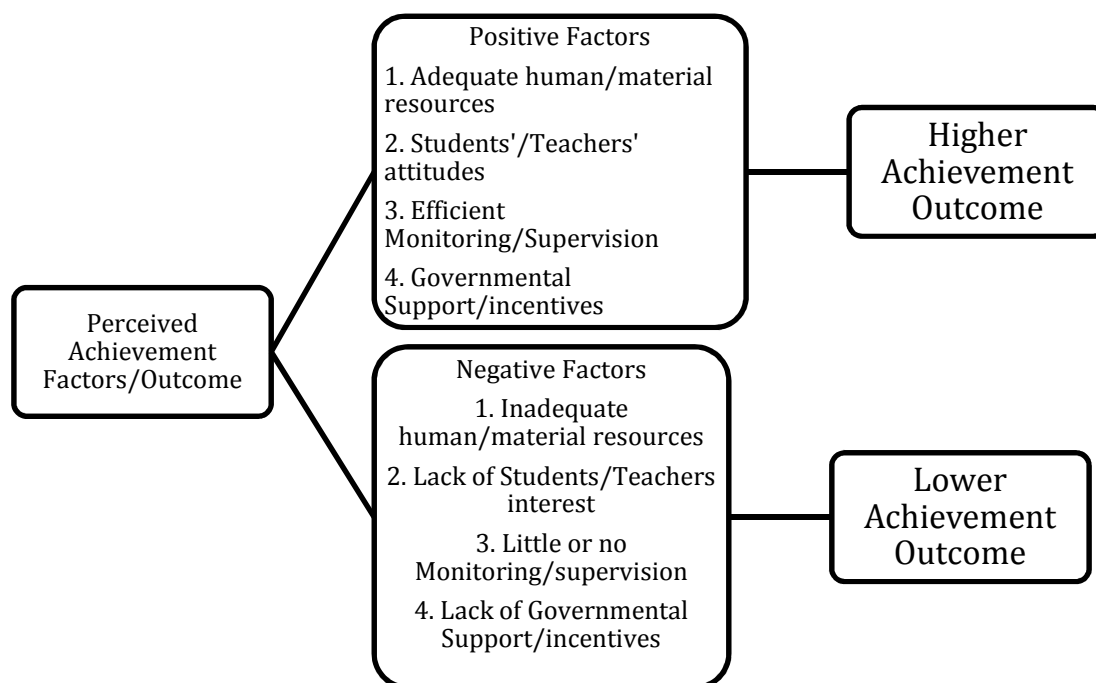 Perceived
Achievement
Factors/Outcome
Positive Factors
1. Adequate human/material
resources
2. Students'/Teachers'
attitudes
3. Efficient
Monitoring/Supervision
4. Governmental
Support/incentives
Higher
Achievement
Outcome
Negative Factors
1. Inadequate
human/material resources
2. Lack of Students/Teachers
interest
3. Little or no
Monitoring/supervision
4. Lack of Governmental
Support/incentives
Lower
Achievement
Outcome